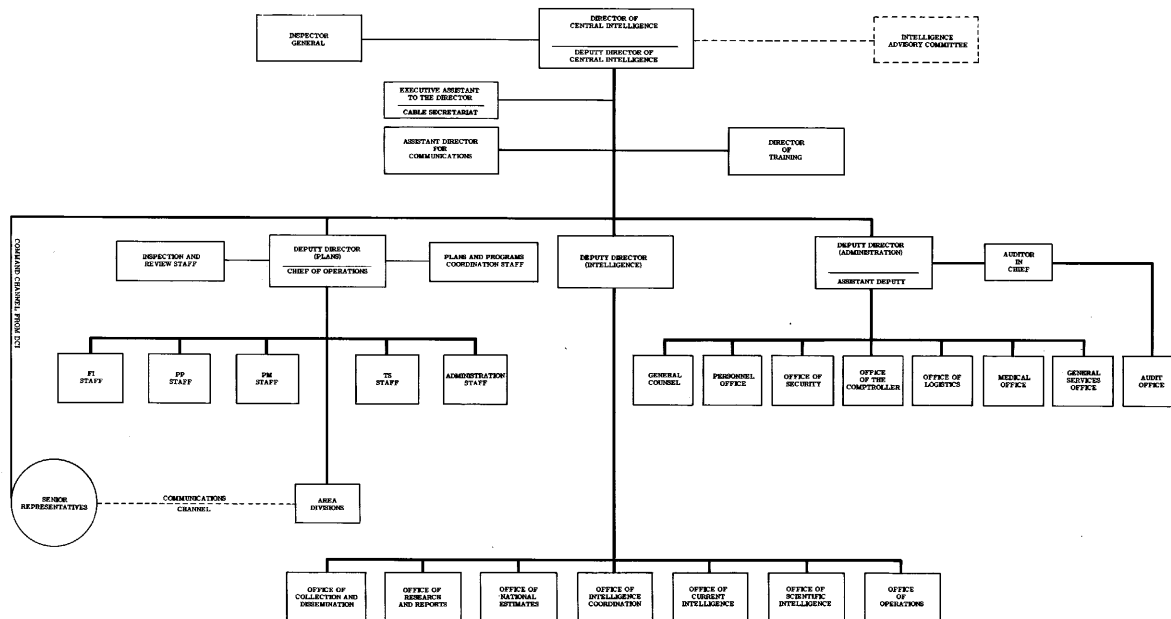 INSPECTOR
GENERAL
DIRECTOR OF
CENTRAL INTELLIGENCE
DEPUTY DIRECTOR OF
CENTRAL INTELLIGENCE
INTELLIGENCE
ADVISORY COMMITTEE
EXECUTIVE ASSISTANT
TO THE DIRECTOR
CABLE SECRETARIAT
ASSISTANT DIRECTOR
FOR
COMMUNICATIONS
DIRECTOR
OF
TRAINING
COMMAND CHANNEL FROM DCI
INSPECTION AND
REVIEW STAFF
DEPUTY DIRECTOR
(PLANS)
CHIEF OF OPERATIONS
PLANS AND PROGRAMS
COORDINATION STAFF
DEPUTY DIRECTOR
(INTELLIGENCE)
DEPUTY DIRECTOR
(ADMINISTRATION)
ASSISTANT DEPUTY
AUDITOR
IN
CHIEF
FI
STAFF
PP
STAFF
PM
STAFF
TS
STAFF
ADMINISTRATION
STAFF
GENERAL
COUNSEL
PERSONNEL
OFFICE
OFFICE OF
SECURITY
OFFICE
OF THE
COMPTROLLER
OFFICE OF
LOGISTICS
MEDICAL
OFFICE
GENERAL
SERVICES
OFFICE
AUDIT
OFFICE
SENIOR
REPRESENTATIVES
COMMUNICATIONS
CHANNEL
AREA
DIVISIONS
OFFICE OF
COLLECTION AND
DISSEMINATION
OFFICE OF
RESEARCH
AND REPORTS
OFFICE OF
NATIONAL
ESTIMATES
OFFICE OF
INTELLIGENCE
COORDINATION
OFFICE OF
CURRENT
INTELLIGENCE
OFFICE OF
SCIENTIFIC
INTELLIGENCE
OFFICE
OF
OPERATIONS